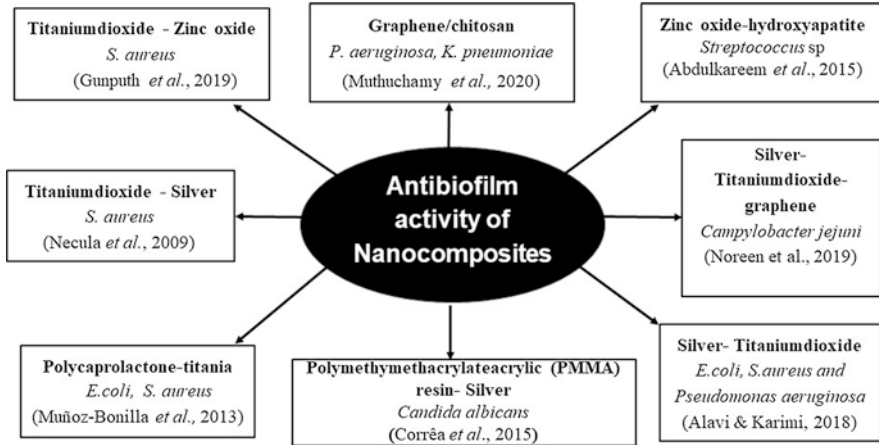 Titaniumdioxide - Zinc oxide
S. aureus
(Gunputh et al., 2019)
Graphene/chitosan
P. aeruginosa, K. pneumoniae
(Muthuchamy et al., 2020)
Zinc oxide-hydroxyapatite
Streptococcus sp
(Abdulkareem et al., 2015)
Titaniumdioxide - Silver
S. aureus
(Necula et al., 2009)
Antibiofilm
activity of
Nanocomposites
Silver-
Titaniumdioxide-
graphene
Campylobacter jejuni
(Noreen et al., 2019)
Polycaprolactone-titania
E.coli, S. aureus
(Muñoz-Bonilla et al., 2013)
Polymethymethacrylateacrylic (PMMA)
resin- Silver
Candida albicans
(Corrêa et al., 2015)
Silver- Titaniumdioxide
E.coli, S.aureus and
Pseudomonas aeruginosa
(Alavi & Karimi, 2018)